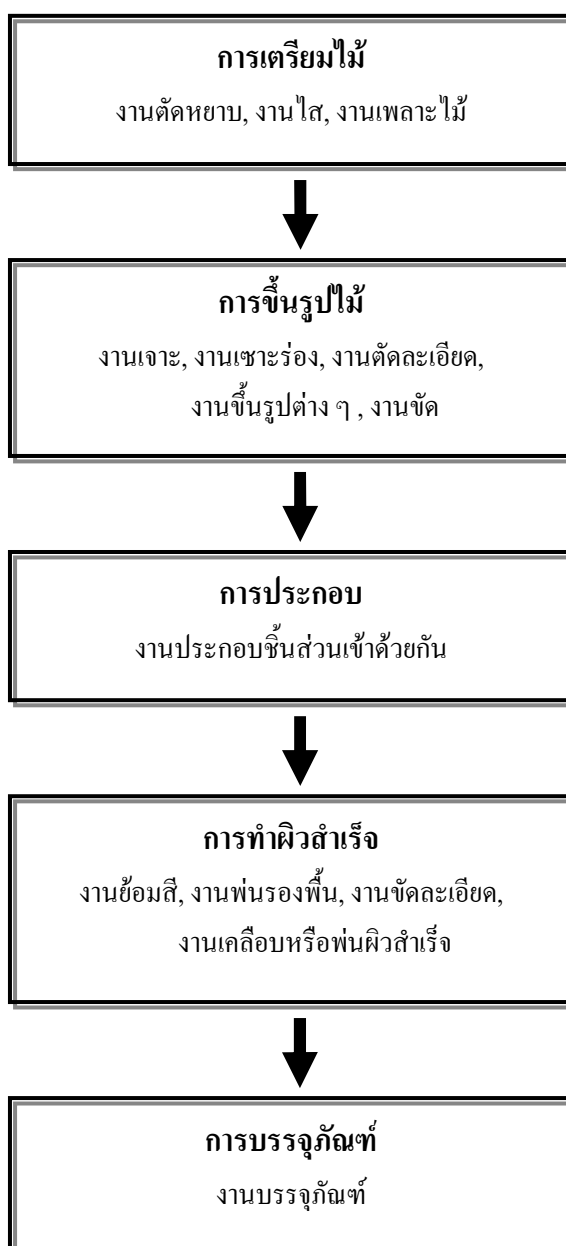 การเตรียมไม้
งานตัดหยาบ, งานไส, งานเพลาะไม้
การขึ้นรูปไม้
งานเจาะ, งานเซาะร่อง, งานตัดละเอียด,
งานขึ้นรูปต่าง ๆ , งานขัด
การประกอบ
งานประกอบชิ้นส่วนเข้าด้วยกัน
การทำผิวสำเร็จ
งานย้อมสี, งานพ่นรองพื้น, งานขัดละเอียด,
งานเคลือบหรือพ่นผิวสำเร็จ
การบรรจุภัณฑ์
งานบรรจุภัณฑ์